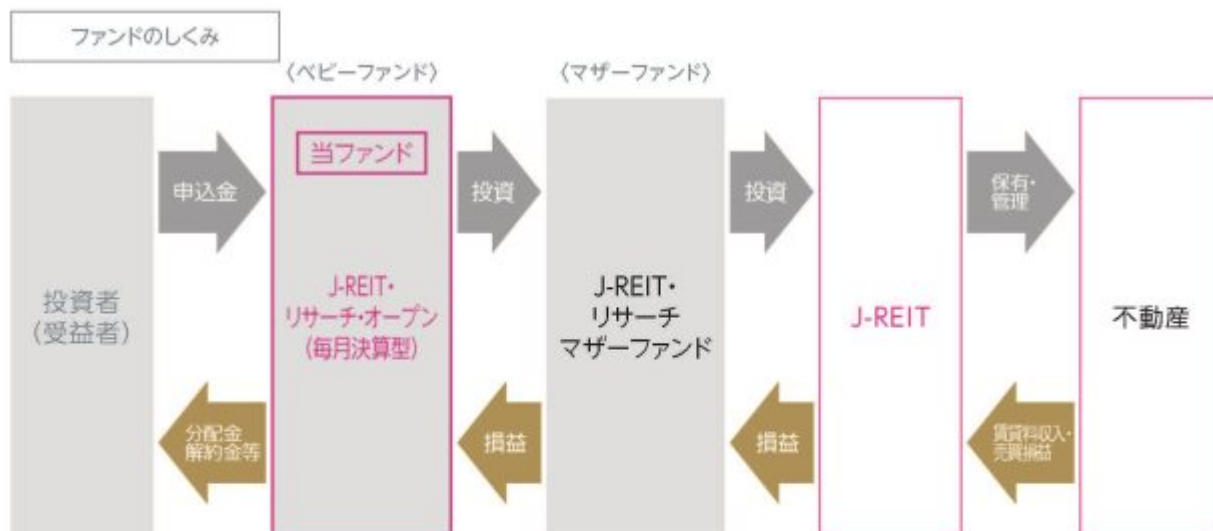 ファンドのしくみ
〈ベビーファンド〉
〈マザーファンド〉
投資者
(受益者)
申込金
分配金
解約金等
当ファンド
J-REIT・
リサーチ・オープン
(毎月決算型)
投資
損益
J-REIT・
リサーチ
マザーファンド
投資
損益
J-REIT
保有・
管理
賃貸料収入・
売買損益
不動産